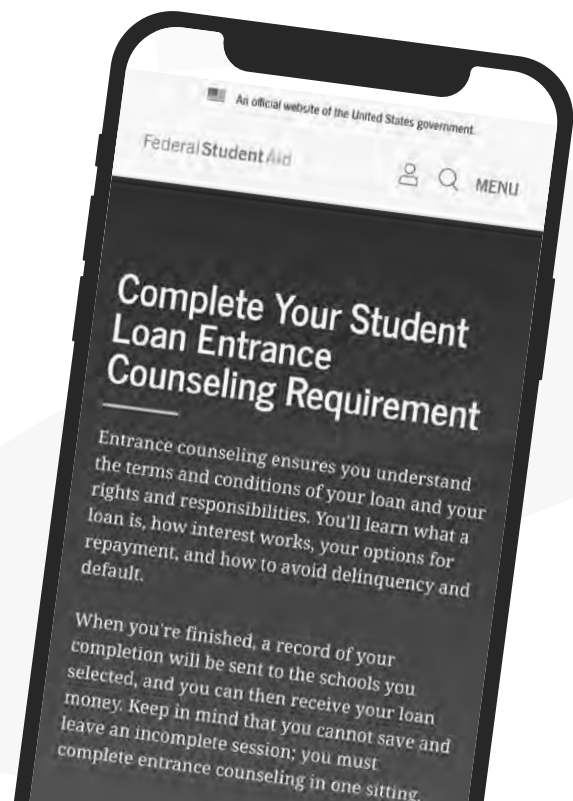 An official website of the United States government.
Federal Student Aid
MENU
Complete Your Student
Loan Entrance
Counseling Requirement
Entrance counseling ensures you understand
the terms and conditions of your loan and your
rights and responsibilities. You'll learn what a
loan is, how interest works, your options for
repayment, and how to avoid delinquency and
default.
When you're finished, a record of your
completion will be sent to the schools you
selected, and you can then receive your loan
money. Keep in mind that you cannot save and
leave an incomplete session; you must
complete entrance counseling in one sitting.